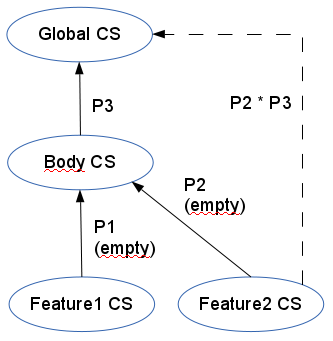 Global CS
P3
P2 * P3
Body CS
P2
(empty)
P1
(empty)
Feature1 CS
Feature2 CS